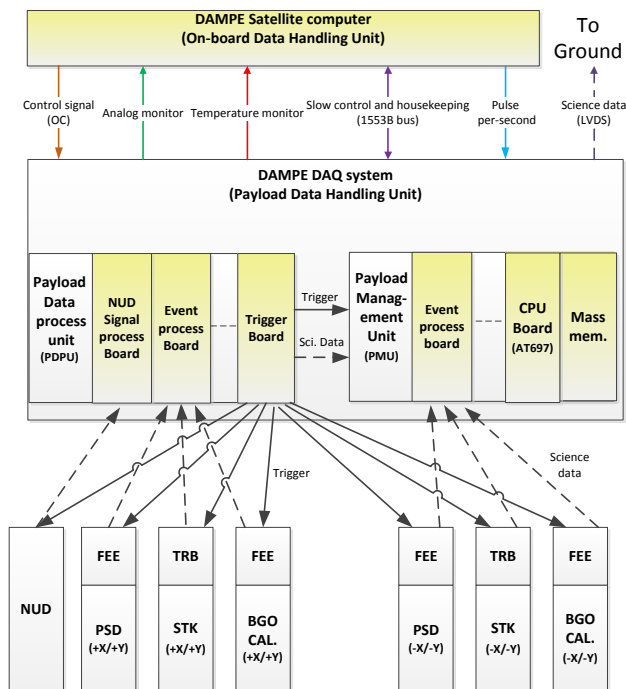 DAMPE Satellite computer
(On-board Data Handling Unit)
To
Ground
Control signal
(OC)
Analog monitor
Temperature monitor
Slow control and housekeeping
(1553B bus)
Pulse
per-second
Science data
(LVDS)
DAMPE DAQ system
(Payload Data Handling Unit)
Payload
Data
process
unit
(PDPU)
NUD
Signal
process
Board
Event
process
Board
Trigger
Board
Trigger
Sci. Data
Payload
Manag-
ement
Unit
(PMU)
Event
process
board
CPU
Board
(AT697)
Mass
mem.
Trigger
Science
data
NUD
FEE
PSD
(+X/+Y)
TRB
STK
(+X/+Y)
FEE
BGO
CAL.
(+X/+Y)
FEE
PSD
(-X/-Y)
TRB
STK
(-X/-Y)
FEE
BGO
CAL.
(-X/-Y)